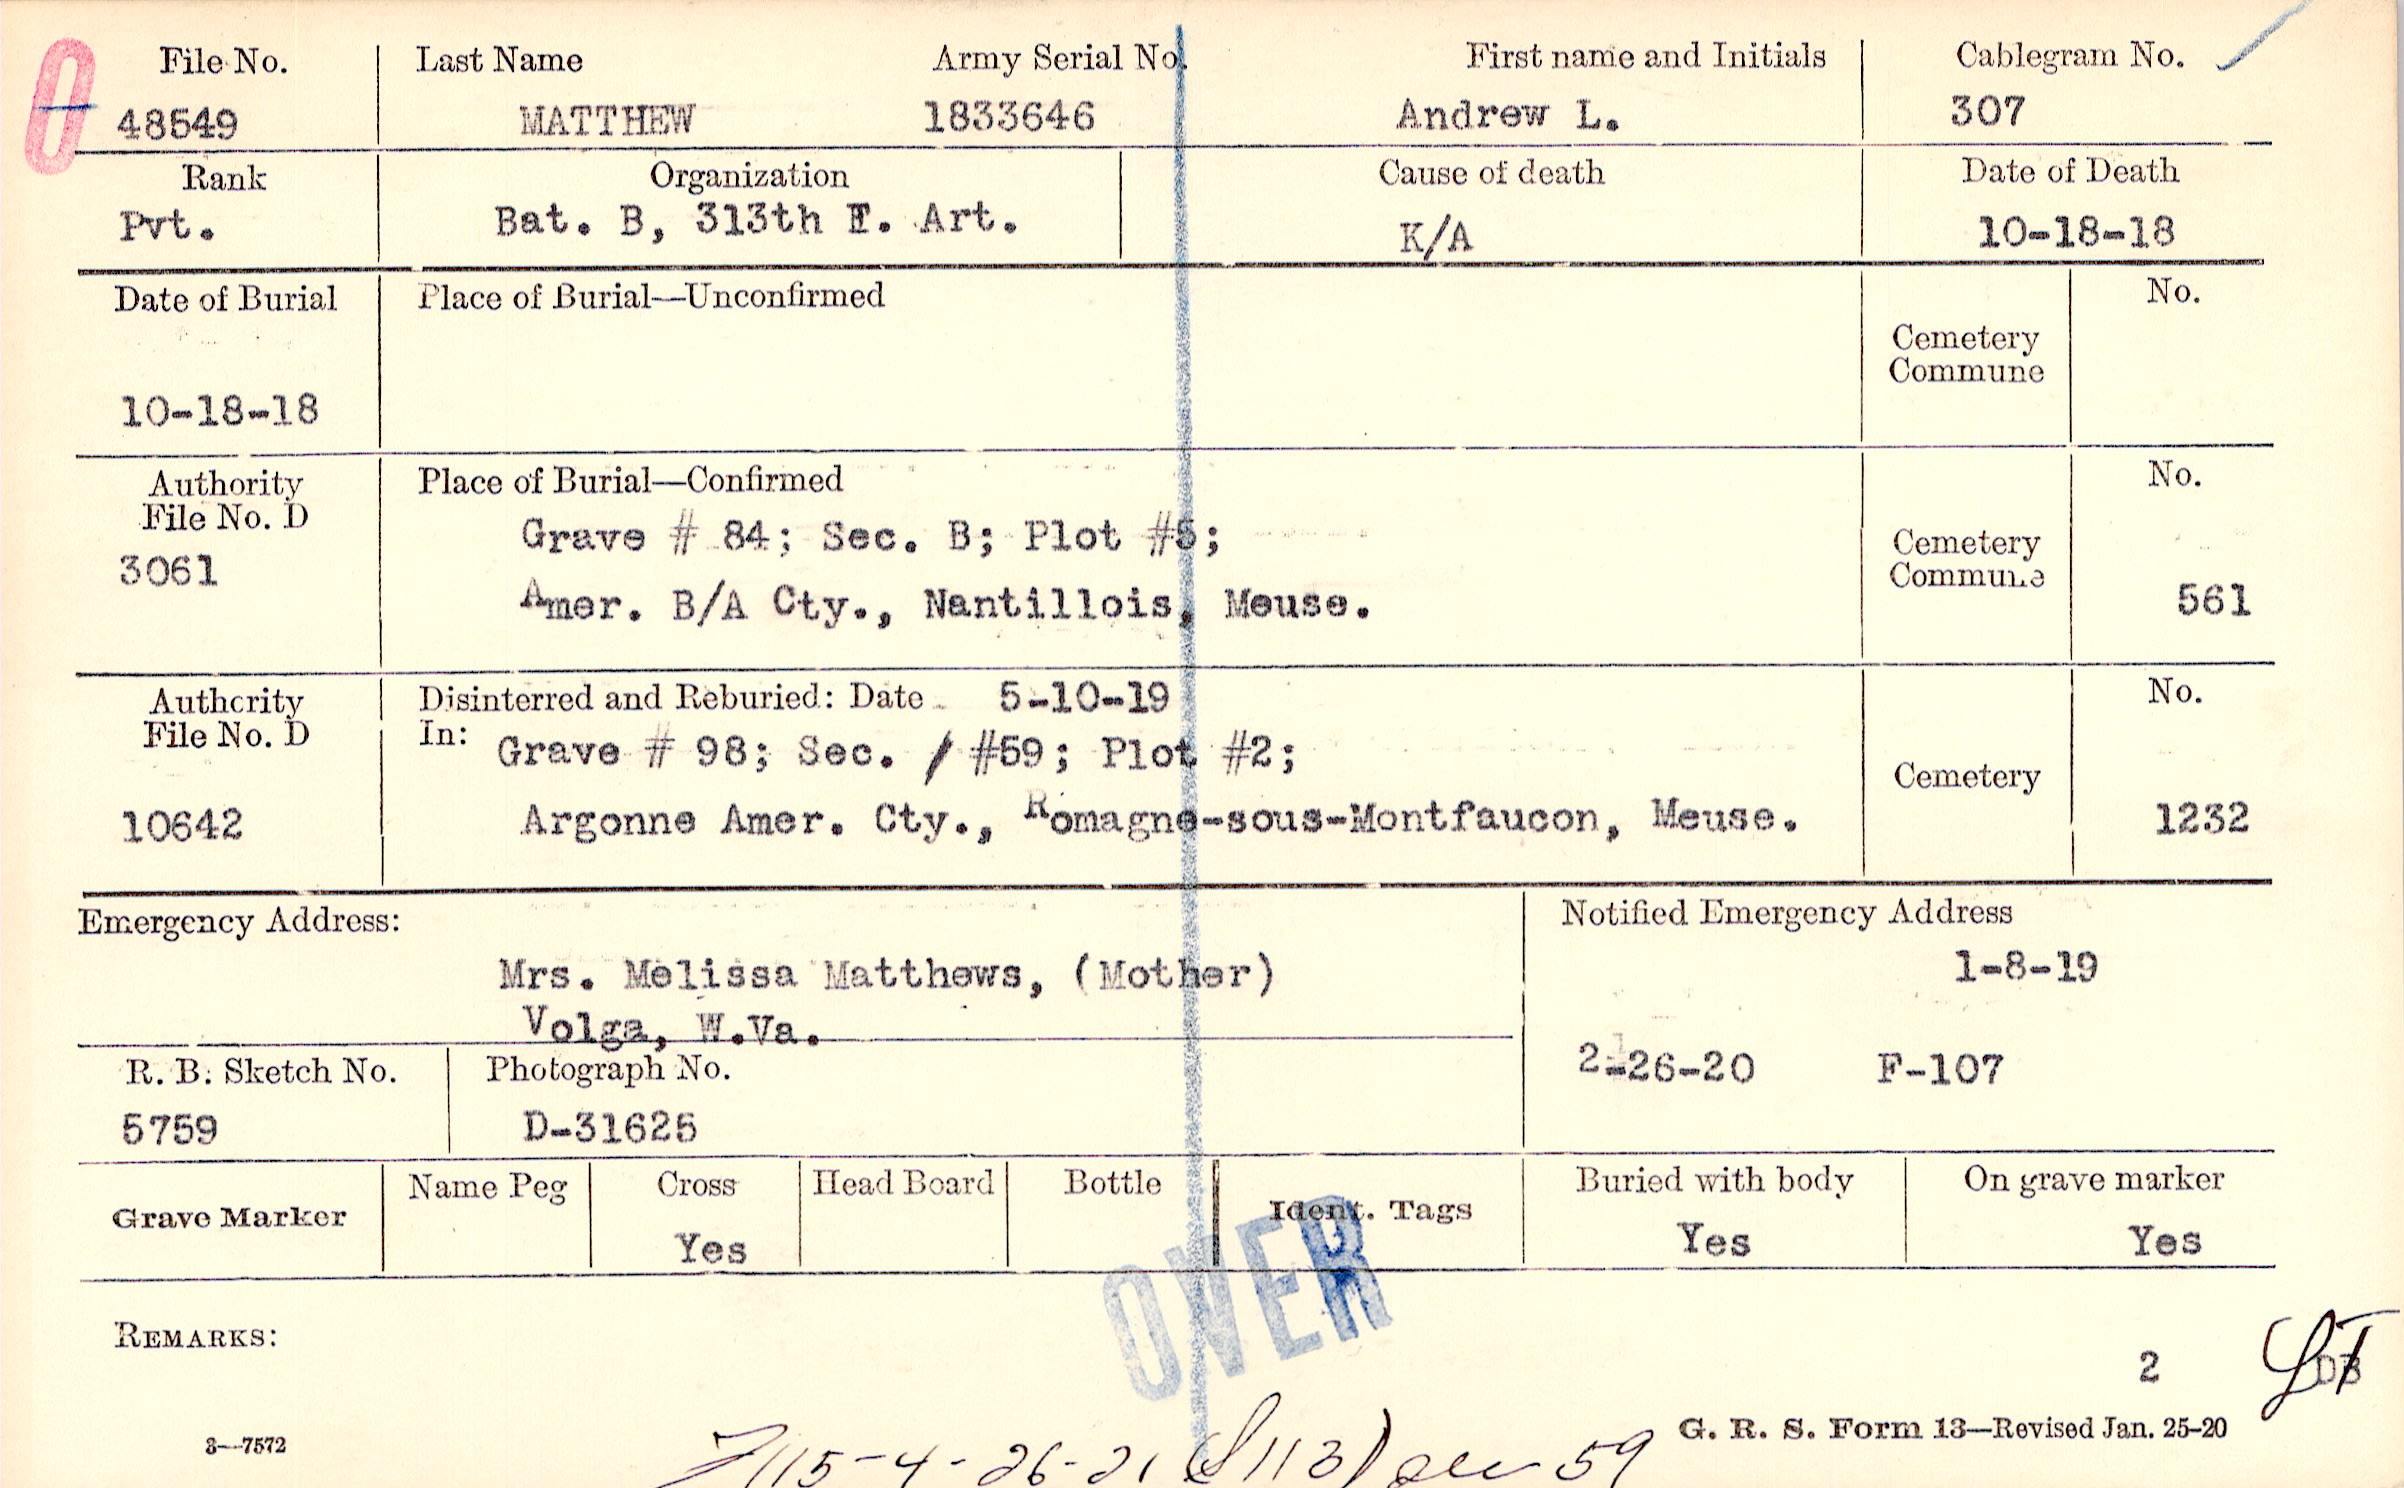 0
File No. Last Name Army Serial No. First name and Initials Cablegram No.
48549 MATTHEW 1833646 Andrew L. 307
Rank Organization Cause of death Date of Death
Pvt. Bat. B, 313th F. Art. K/A 10-18-18
Date of Burial Place of Burial—Unconfirmed No.
Cemetery
Commune
10-18-18
Authority Place of Burial—Confirmed No.
File No. D
3061
Grave # 84; Sec. B; Plot #5;
Amer. B/A Cty., Nantillois, Meuse.
Cemetery
Commune
561
Authority Disinterred and Reburied: Date 5-10-19 No.
File No. D In: Grave # 98; Sec. / #59; Plot #2;
Cemetery
10642 Argonne Amer. Cty., Romagne-sous-Montfaucon, Meuse. 1232
Emergency Address: Notified Emergency Address
Mrs. Melissa Matthews, (Mother) 1-8-19
Volga, W.Va.
R. B. Sketch No. Photograph No. 2-26-20 F-107
5759 D-31625
Grave Marker Name Peg Cross Head Board Bottle Ident. Tags Buried with body On grave marker
Yes Yes Yes
OVER
REMARKS:
2
3—7572 G. R. S. Form 13—Revised Jan. 25-20
115-4-26-21 59